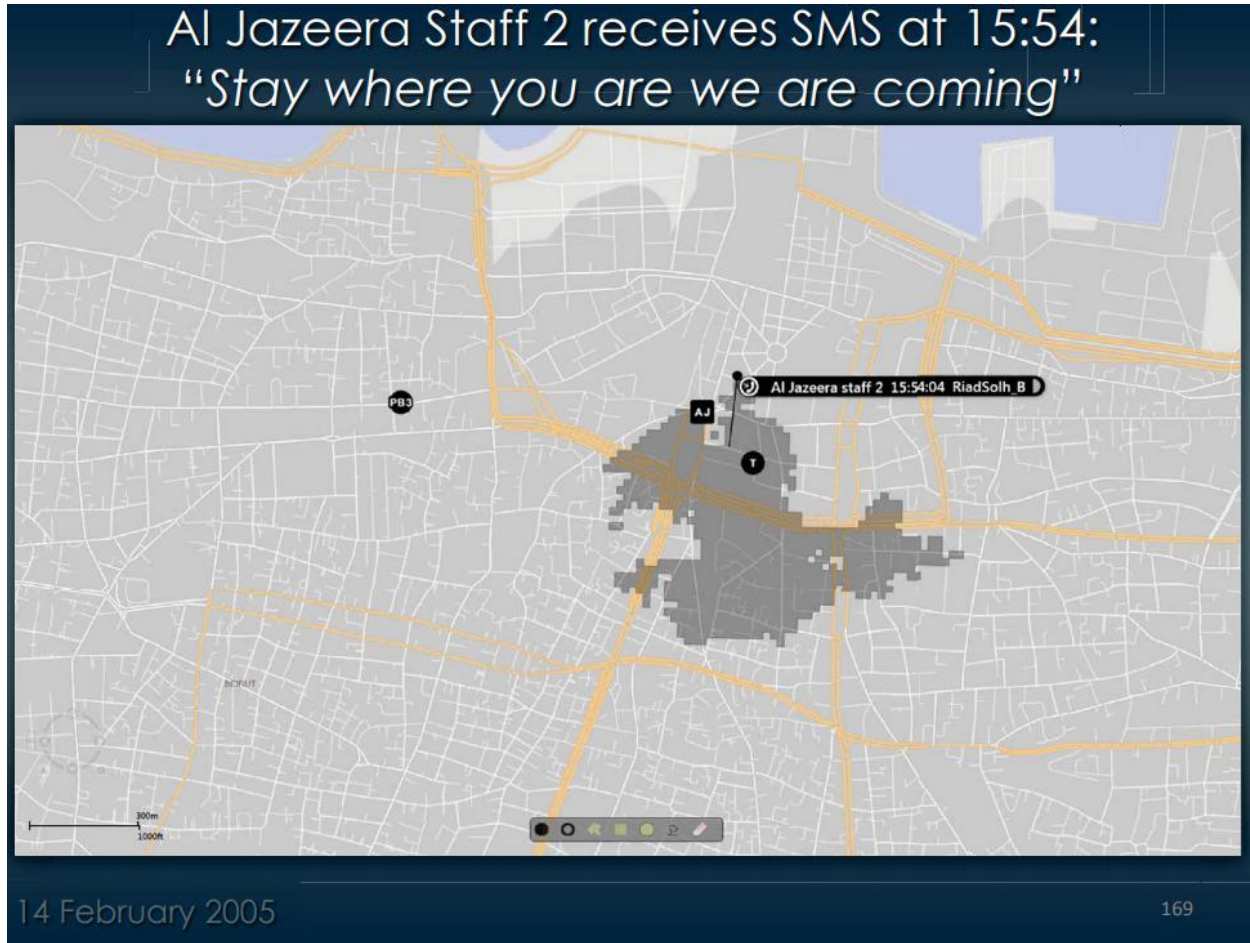 Al Jazeera Staff 2 receives SMS at 15:54:
“Stay where you are we are coming”
PB3
AJ
Al Jazeera staff 2 15:54:04 RiadSolh_B
T
BEIRUT
300m
1000ft
14 February 2005
169